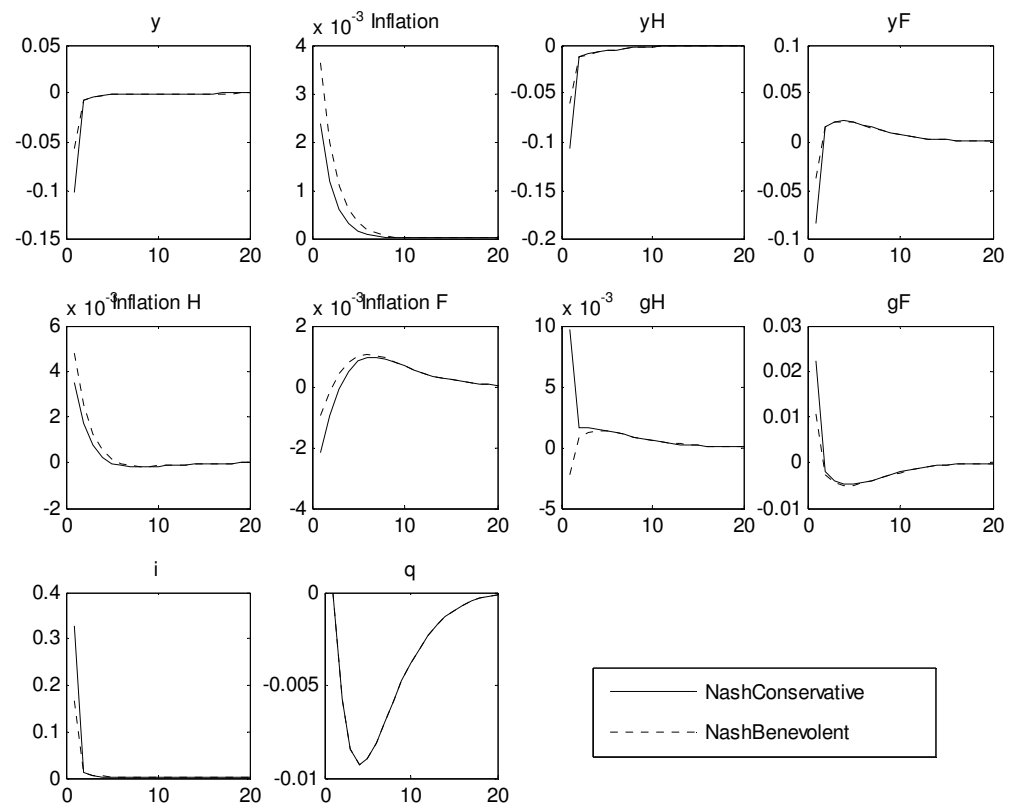 y
0.05
0
-0.05
-0.1
-0.15
0 10 20
x 10-3 Inflation
4
3
2
1
0
0 10 20
yH
0
-0.05
-0.1
-0.15
-0.2
0 10 20
yF
0.1
0.05
0
-0.05
-0.1
0 10 20
x 10-3 Inflation H
6
4
2
0
-2
0 10 20
x 10-3 Inflation F
2
0
-2
-4
0 10 20
x 10-3 gH
10
5
0
-5
0 10 20
gF
0.03
0.02
0.01
0
-0.01
0 10 20
i
0.4
0.3
0.2
0.1
0
0 10 20
q
0
-0.005
-0.01
0 10 20
NashConservative
NashBenevolent